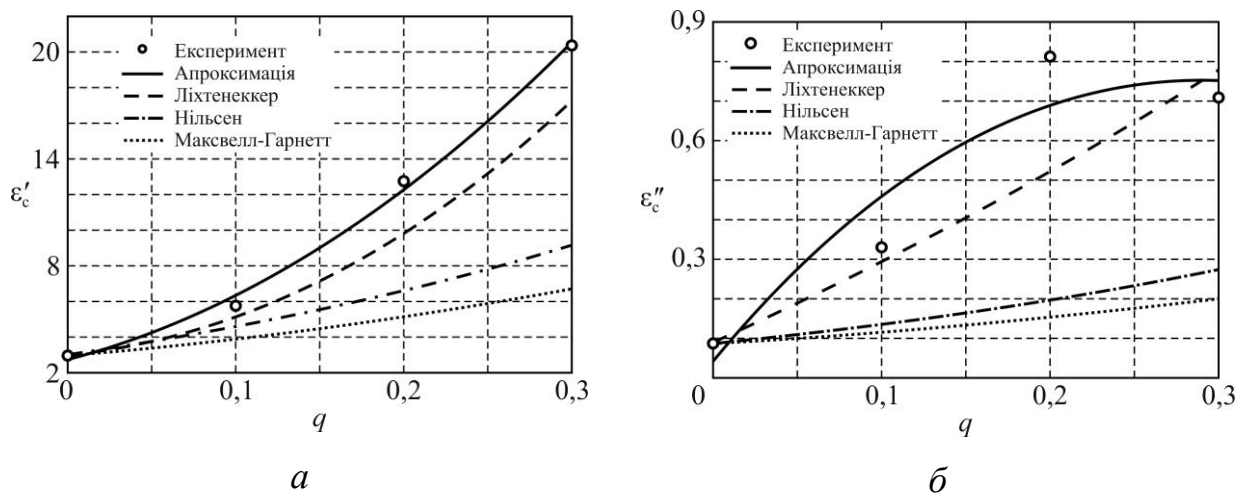 20
14
ε′c
8
2
Експеримент
Апроксимація
Ліхтенеккер
Нільсен
Максвелл-Гарнетт
0
0,1
0,2
0,3
q
а
0,9
0,6
ε″c
0,3
Експеримент
Апроксимація
Ліхтенеккер
Нільсен
Максвелл-Гарнетт
0
0,1
0,2
0,3
q
б